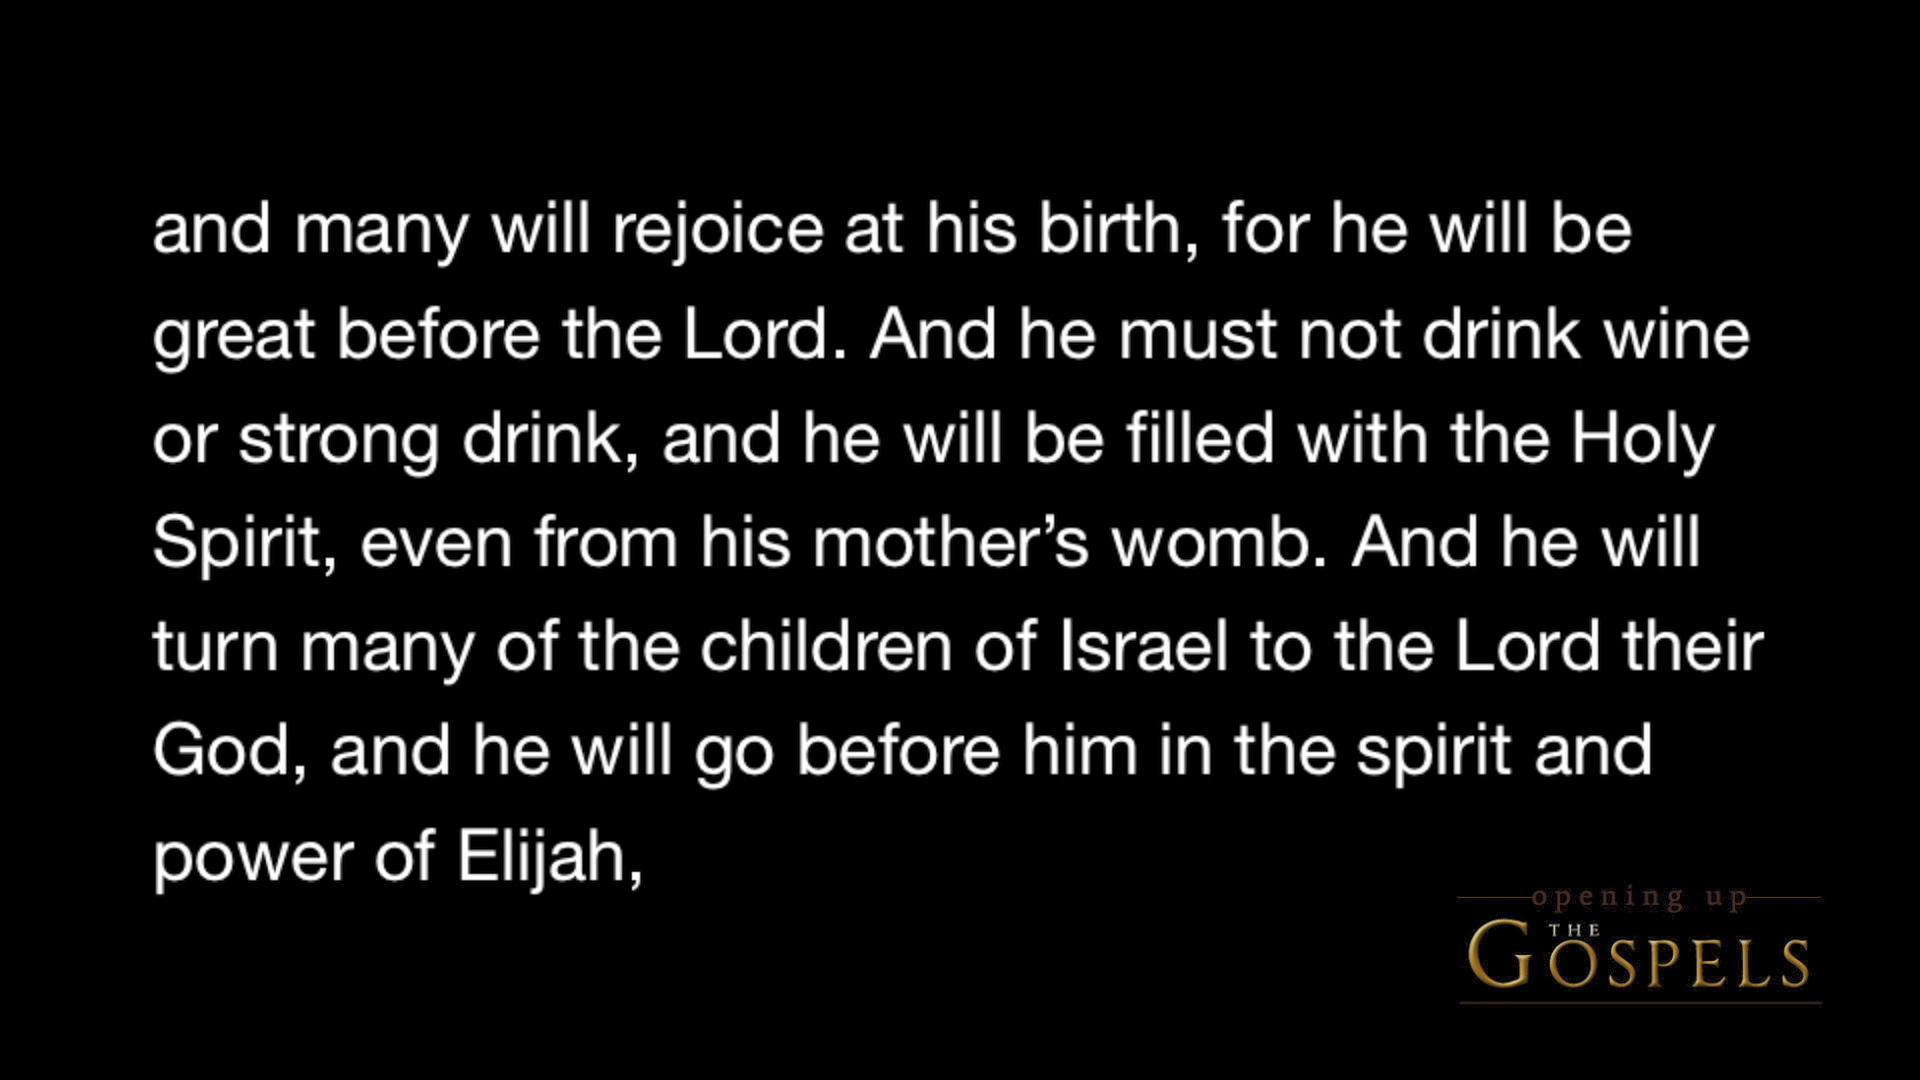 and many will rejoice at his birth, for he will be
great before the Lord. And he must not drink wine
or strong drink, and he will be filled with the Holy
Spirit, even from his mother’s womb. And he will
turn many of the children of Israel to the Lord their
God, and he will go before him in the spirit and
power of Elijah,
opening up
THE
GOSPELS